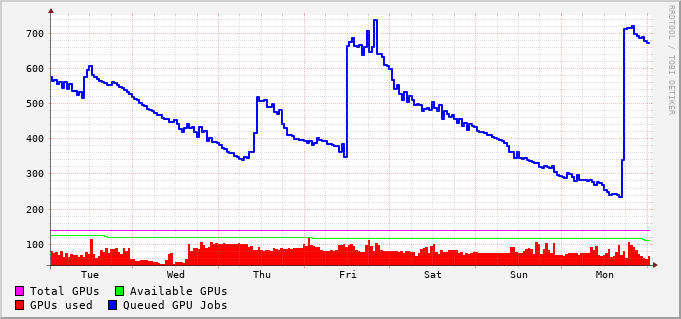 700
600
500
400
300
200
100
Tue Wed Thu Fri Sat Sun Mon
Total GPUs Available GPUs
GPUs used Queued GPU Jobs
RRDTOOL / TOBI OETIKER